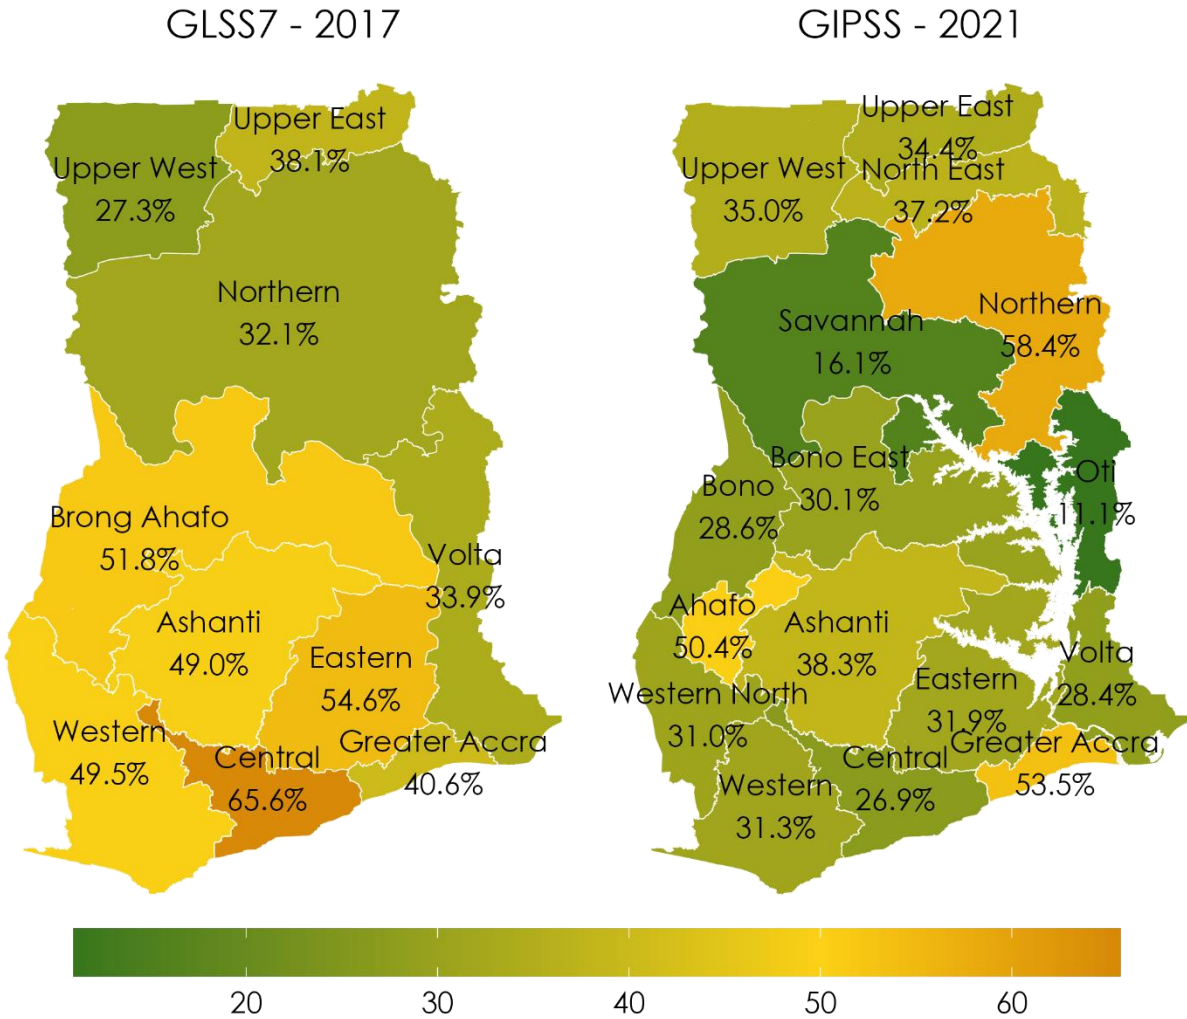 GLSS7 - 2017
Upper East
38.1%
Upper West
27.3%
Northern
32.1%
Brong Ahafo
51.8%
Volta
33.9%
Ashanti
49.0%
Eastern
54.6%
Western
49.5%
Central
65.6%
Greater Accra
40.6%
GIPSS - 2021
Upper East
34.4%
Upper West
35.0%
North East
37.2%
Northern
58.4%
Savannah
16.1%
Bono East
30.1%
Bono
28.6%
Oti
11.1%
Ahafo
50.4%
Ashanti
38.3%
Volta
28.4%
Eastern
31.9%
Western North
31.0%
Greater Accra
53.5%
Central
26.9%
Western
31.3%
20 30 40 50 60